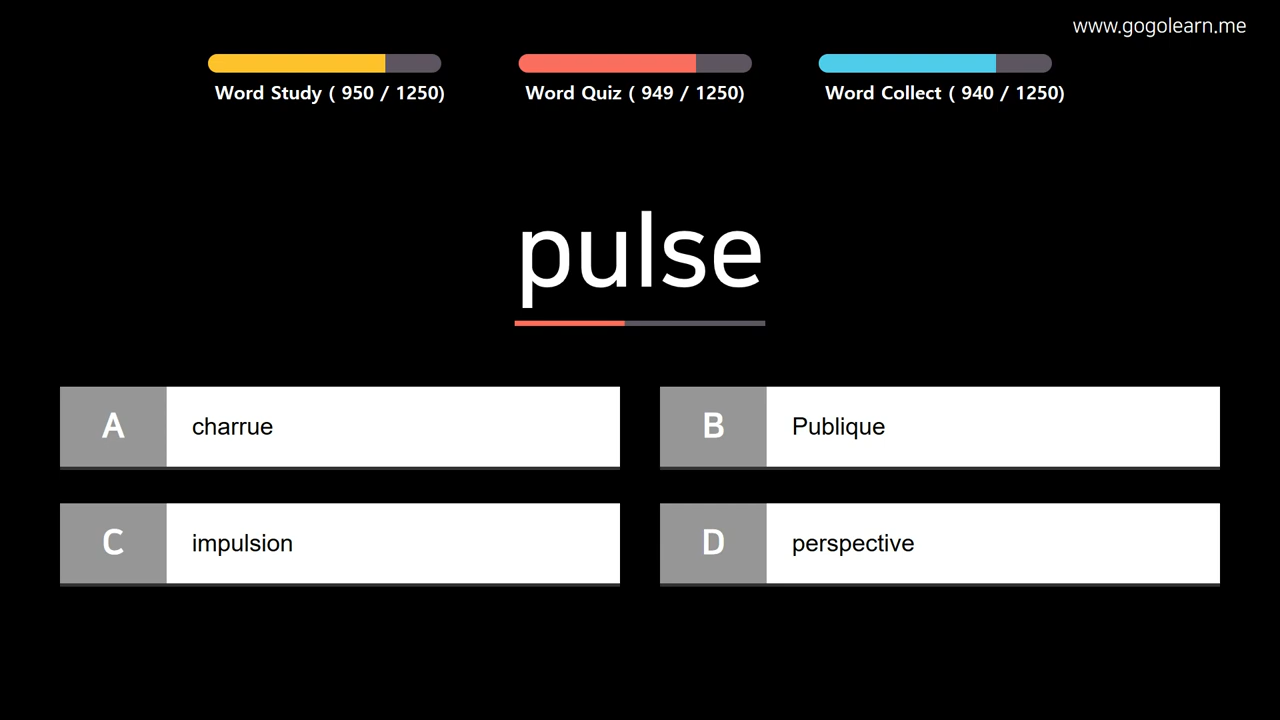 www.gogolearn.me
Word Study ( 950 / 1250)
Word Quiz ( 949 / 1250)
Word Collect ( 940 / 1250)
pulse
A charrue
B Publique
C impulsion
D perspective